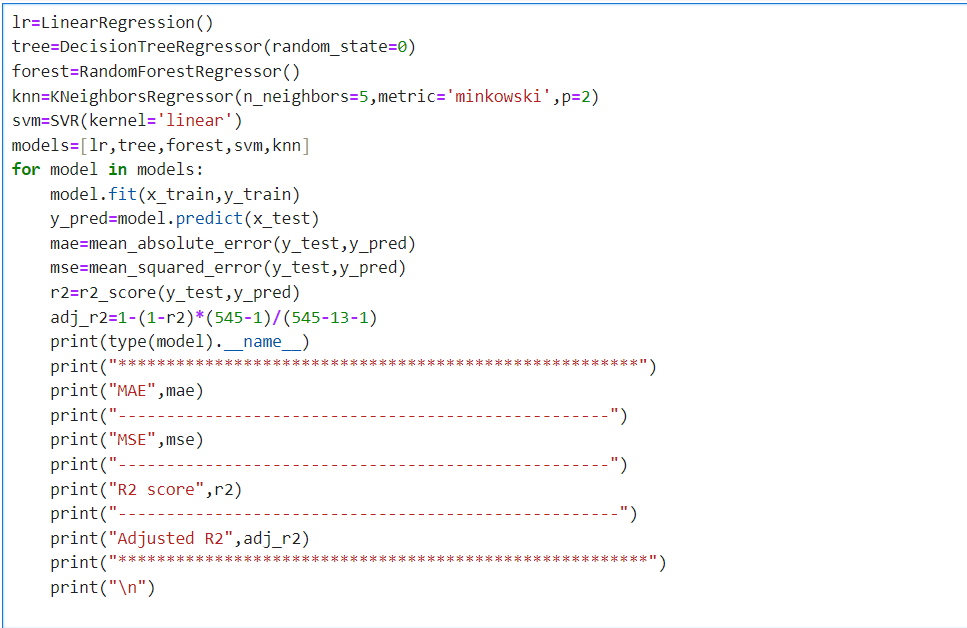 lr=LinearRegression()
tree=DecisionTreeRegressor(random_state=0)
forest=RandomForestRegressor()
knn=KNeighborsRegressor(n_neighbors=5,metric='minkowski',p=2)
svm=SVR(kernel='linear')
models=[lr,tree,forest,svm,knn]
for model in models:
    model.fit(x_train,y_train)
    y_pred=model.predict(x_test)
    mae=mean_absolute_error(y_test,y_pred)
    mse=mean_squared_error(y_test,y_pred)
    r2=r2_score(y_test,y_pred)
    adj_r2=1-(1-r2)*(545-1)/(545-13-1)
    print(type(model).__name__)
    print("******************************************************")
    print("MAE",mae)
    print("---------------------------------------------------")
    print("MSE",mse)
    print("---------------------------------------------------")
    print("R2 score",r2)
    print("----------------------------------------------------")
    print("Adjusted R2",adj_r2)
    print("*******************************************************")
    print("\n")